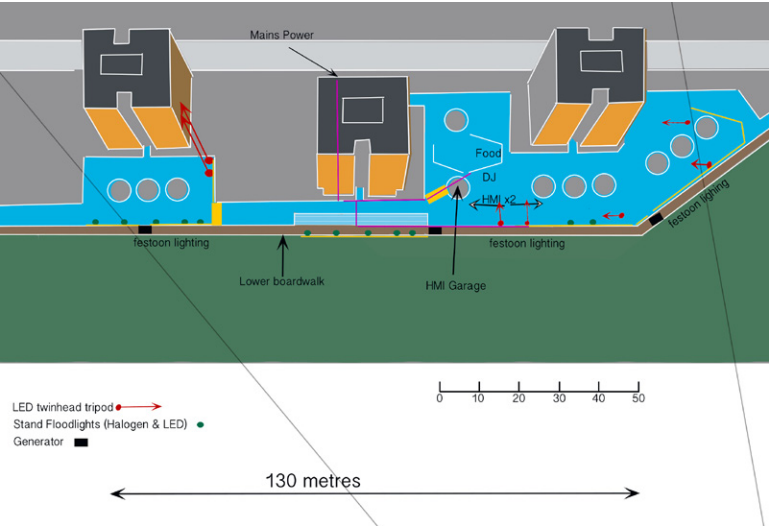 Mains Power
Food
DJ
HMI x2
festoon lighting
festoon lighting
festoon lighting
Lower boardwalk
HMI Garage
0 10 20 30 40 50
LED twinhead tripod
Stand Floodlights (Halogen & LED)
Generator
130 metres